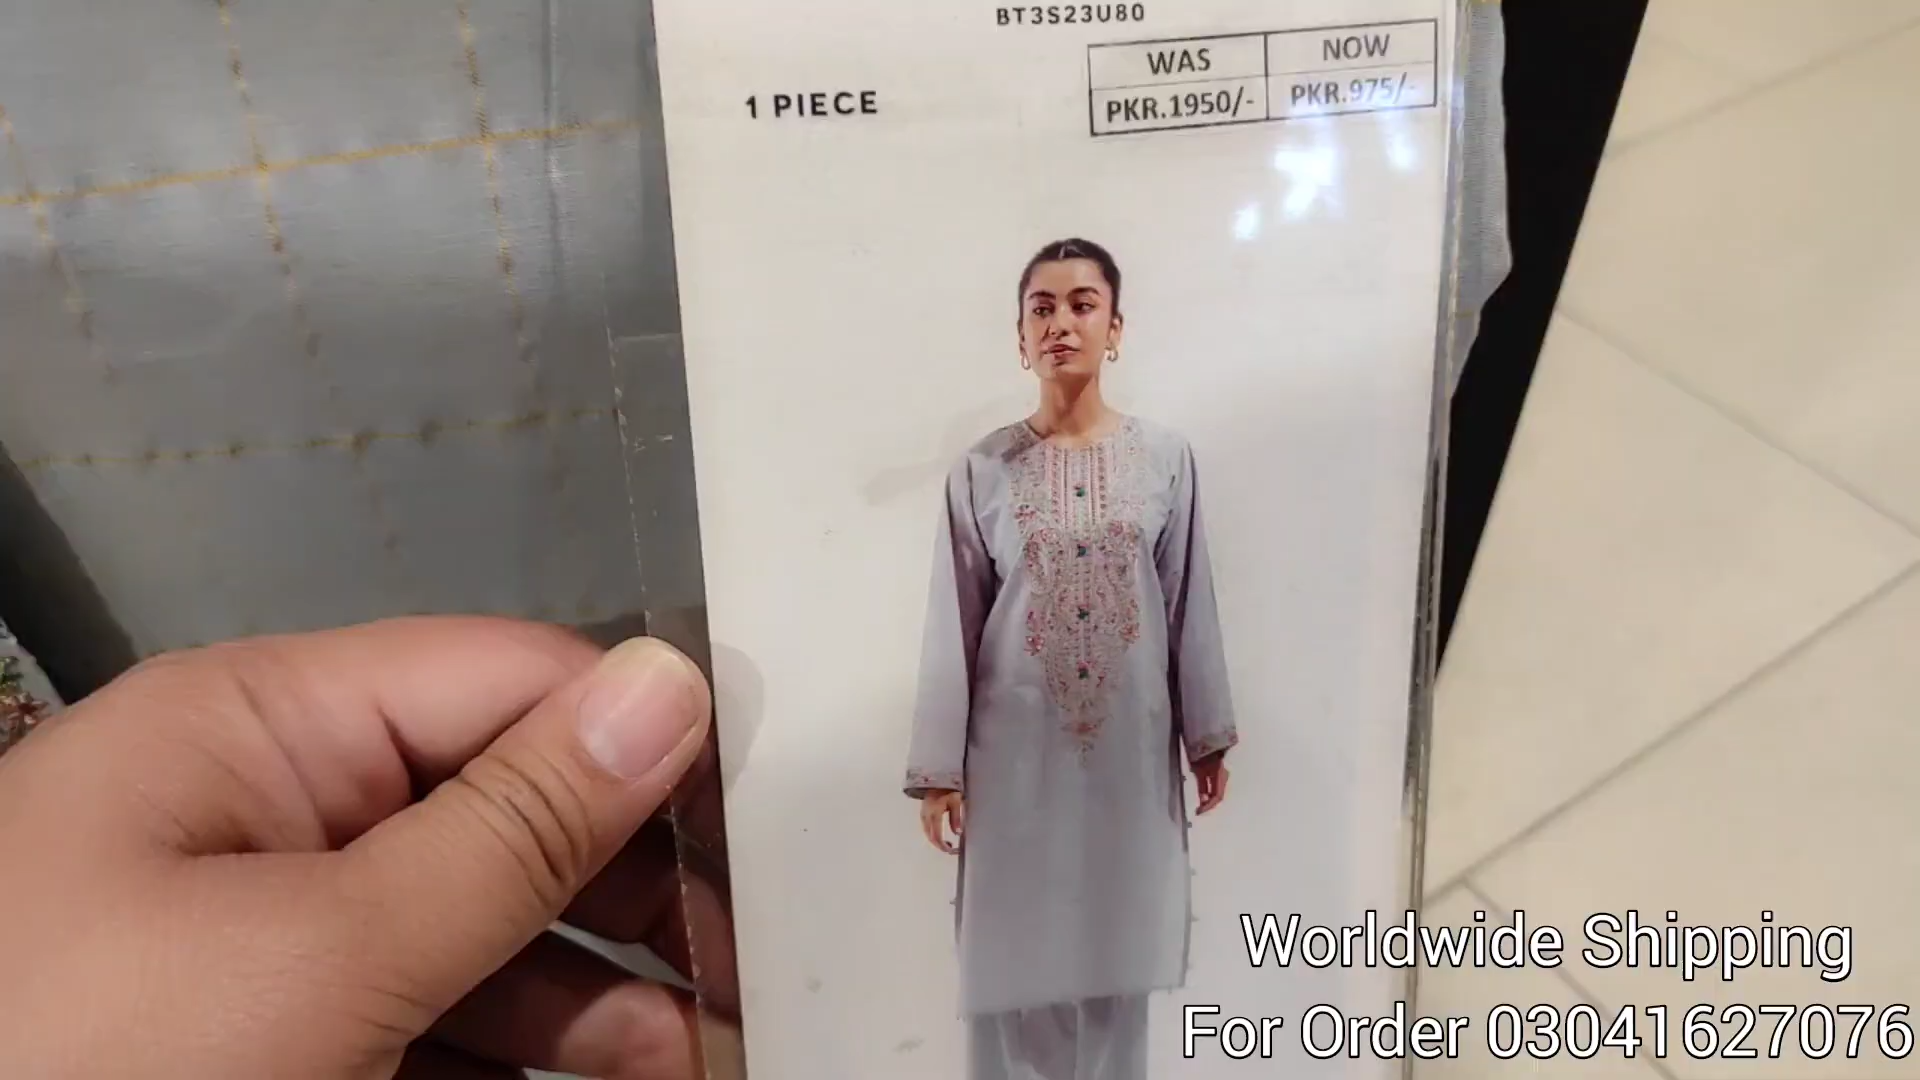 BT3S23U80
WAS NOW
1 PIECE
PKR.1950/- PKR.975/-
Worldwide Shipping
For Order 03041627076